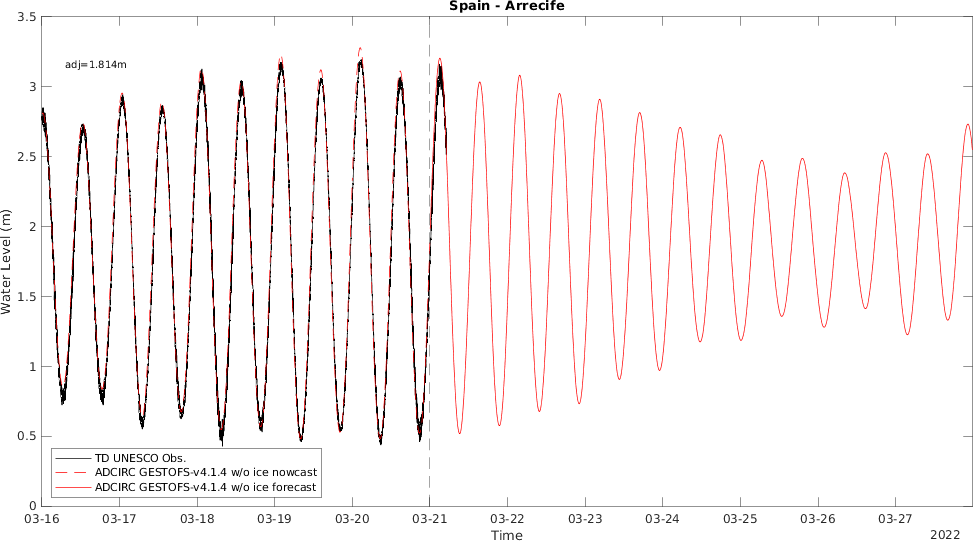 Spain - Arrecife
3.5
adj=1.814m
3
2.5
2
Water Level (m)
1.5
1
0.5
TD UNESCO Obs.
ADCIRC GESTOFS-v4.1.4 w/o ice nowcast
ADCIRC GESTOFS-v4.1.4 w/o ice forecast
0
03-16 03-17 03-18 03-19 03-20 03-21 03-22 03-23 03-24 03-25 03-26 03-27
Time
2022